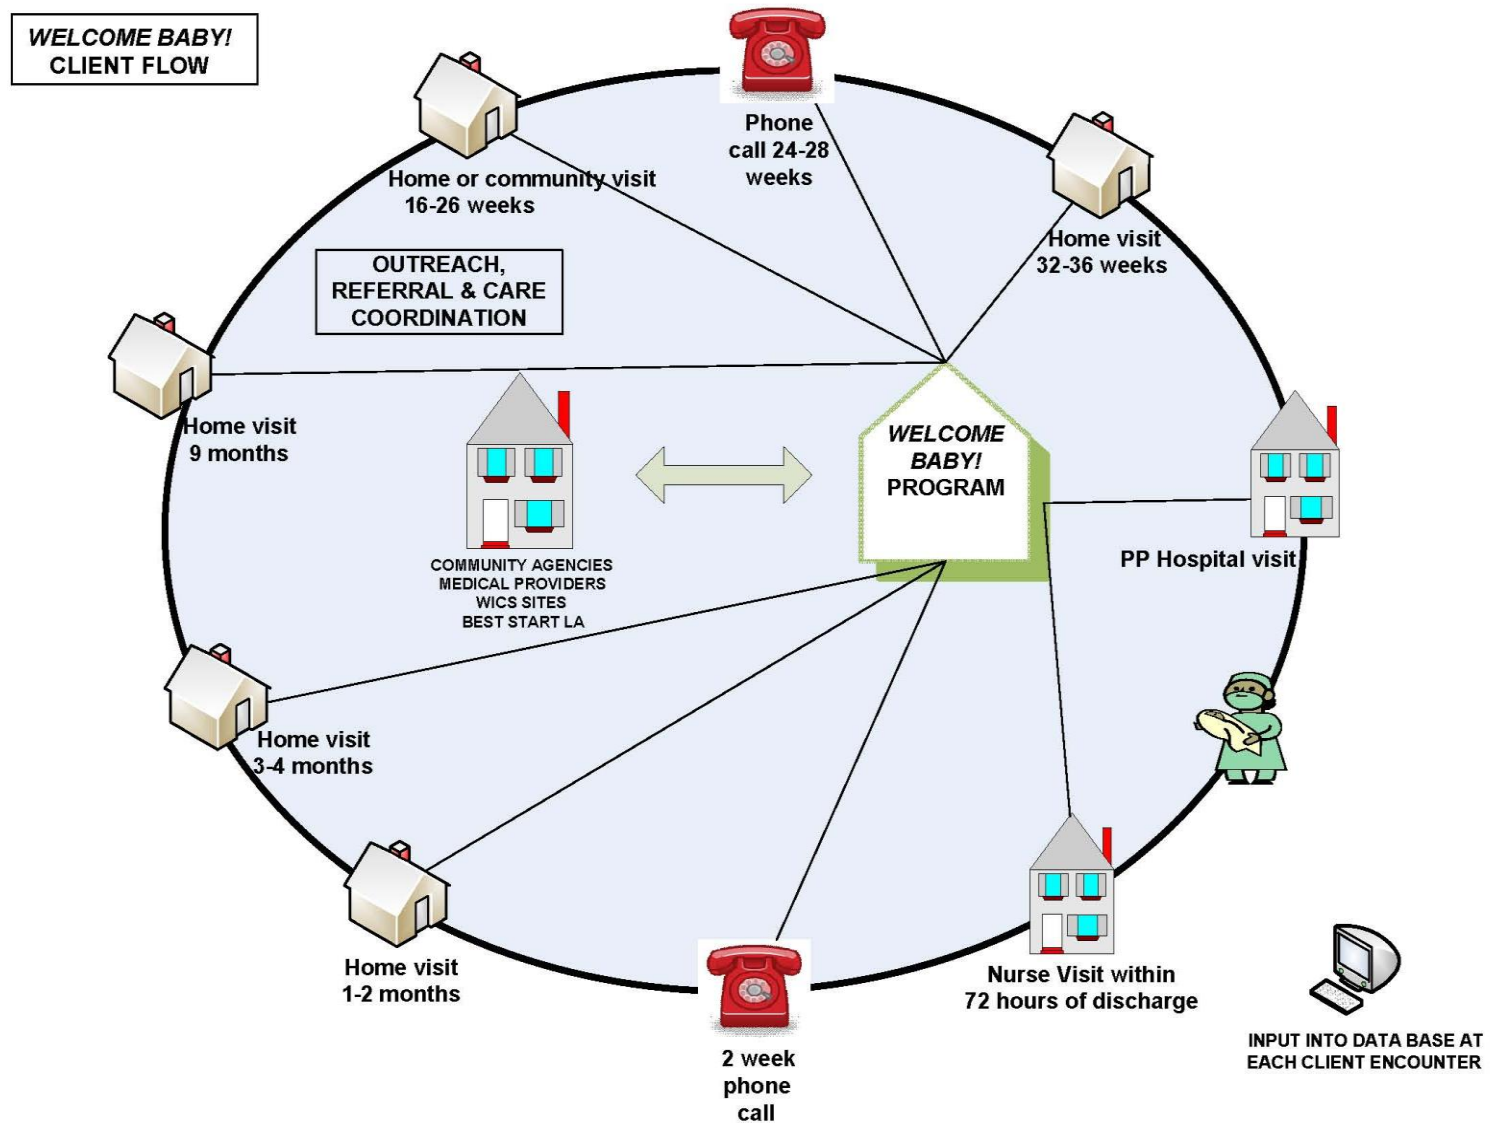 WELCOME BABY!
CLIENT FLOW
Phone
call 24-28
weeks
Home or community visit
16-26 weeks
Home visit
32-36 weeks
OUTREACH,
REFERRAL & CARE
COORDINATION
Home visit
9 months
WELCOME
BABY!
PROGRAM
COMMUNITY AGENCIES
MEDICAL PROVIDERS
WICS SITES
BEST START LA
PP Hospital visit
Home visit
3-4 months
Home visit
1-2 months
Nurse Visit within
72 hours of discharge
2 week
phone
call
INPUT INTO DATA BASE AT
EACH CLIENT ENCOUNTER